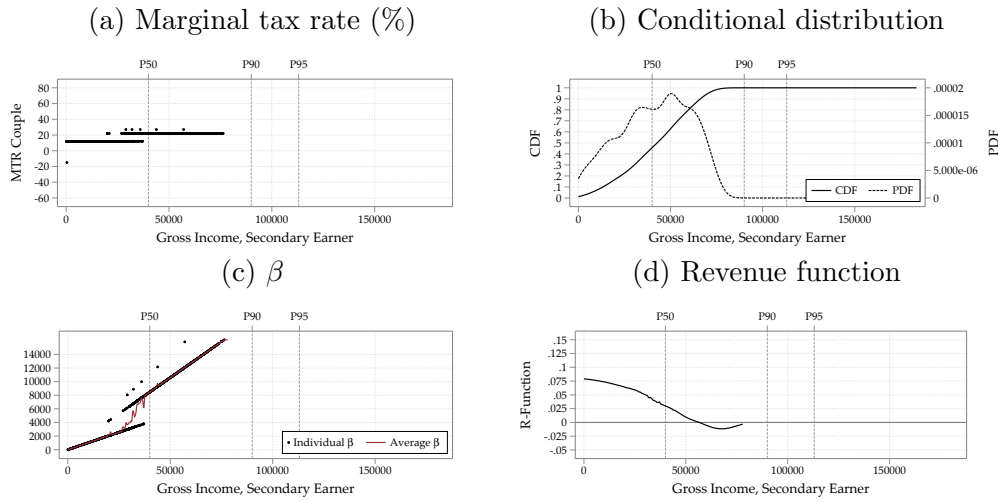 (a) Marginal tax rate (%)
P50 P90 P95
MTR Couple
80
60
40
20
0
-20
-40
-60
0 50000 100000 150000
Gross Income, Secondary Earner
(b) Conditional distribution
P50 P90 P95
CDF
1
.9
.8
.7
.6
.5
.4
.3
.2
.1
0
.00002
.000015
.00001
5.000e-06
0
PDF
CDF PDF
0 50000 100000 150000
Gross Income, Secondary Earner
(c) β
P50 P90 P95
14000
12000
10000
8000
6000
4000
2000
0
Individual β Average β
0 50000 100000 150000
Gross Income, Secondary Earner
(d) Revenue function
P50 P90 P95
R-Function
.15
.125
.1
.075
.05
.025
0
-.025
-.05
0 50000 100000 150000
Gross Income, Secondary Earner